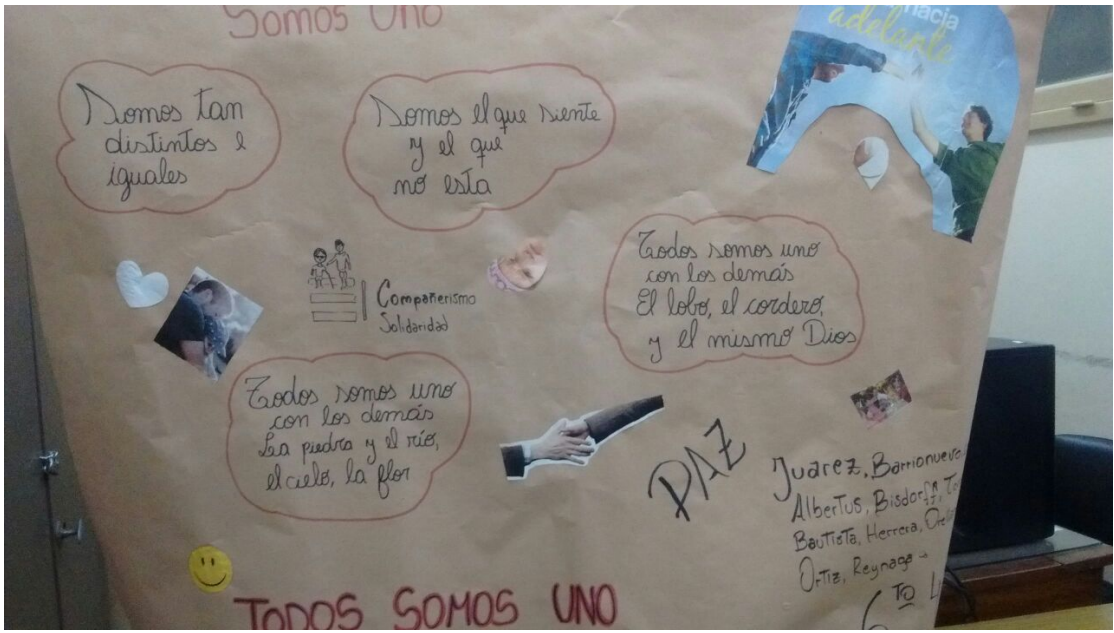 Somos Uno
hacia
adelante
Somos tan
distintos e
iguales
Somos el que siente
y el que
no esta
Todos somos uno
con los demás
El lobo, el cordero,
y el mismo Dios
Compañerismo
Solidaridad
Todos somos uno
con los demás
La piedra y el río,
el cielo, la flor
PAZ
Juarez, Barrionuevo
Albertus, Bisdorff,
Bautista, Herrera,
Ortiz, Reynaga
6 TO
TODOS SOMOS UNO